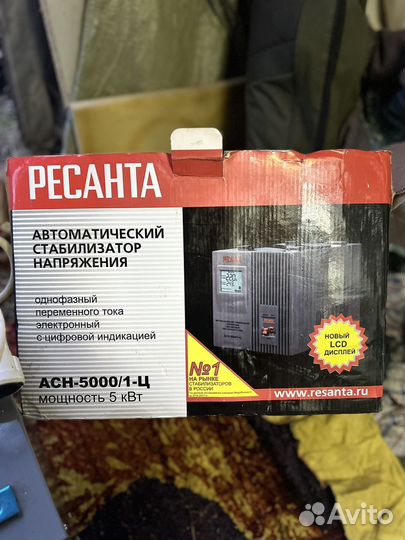 РЕСАНТА
АВТОМАТИЧЕСКИЙ
СТАБИЛИЗАТОР
НАПРЯЖЕНИЯ
однофазный
переменного тока
электронный
с цифровой индикацией
АСН-5000/1-Ц
мощность 5 кВт
РЕСАНТА
НОВЫЙ
LCD
ДИСПЛЕЙ
№1
НА РЫНКЕ
СТАБИЛИЗАТОРОВ
В РОССИИ
www.resanta.ru
Avito